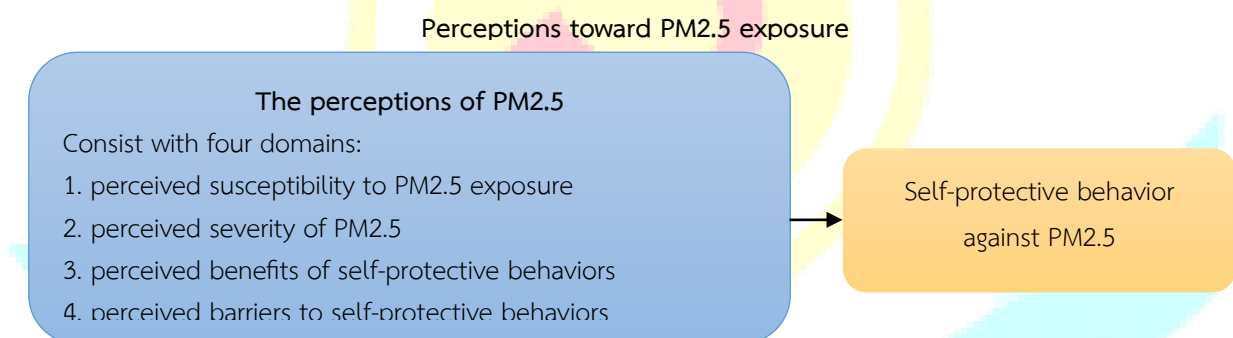 Perceptions toward PM2.5 exposure
The perceptions of PM2.5
Consist with four domains:
1. perceived susceptibility to PM2.5 exposure
2. perceived severity of PM2.5
3. perceived benefits of self-protective behaviors
4. perceived barriers to self-protective behaviors
Self-protective behavior
against PM2.5